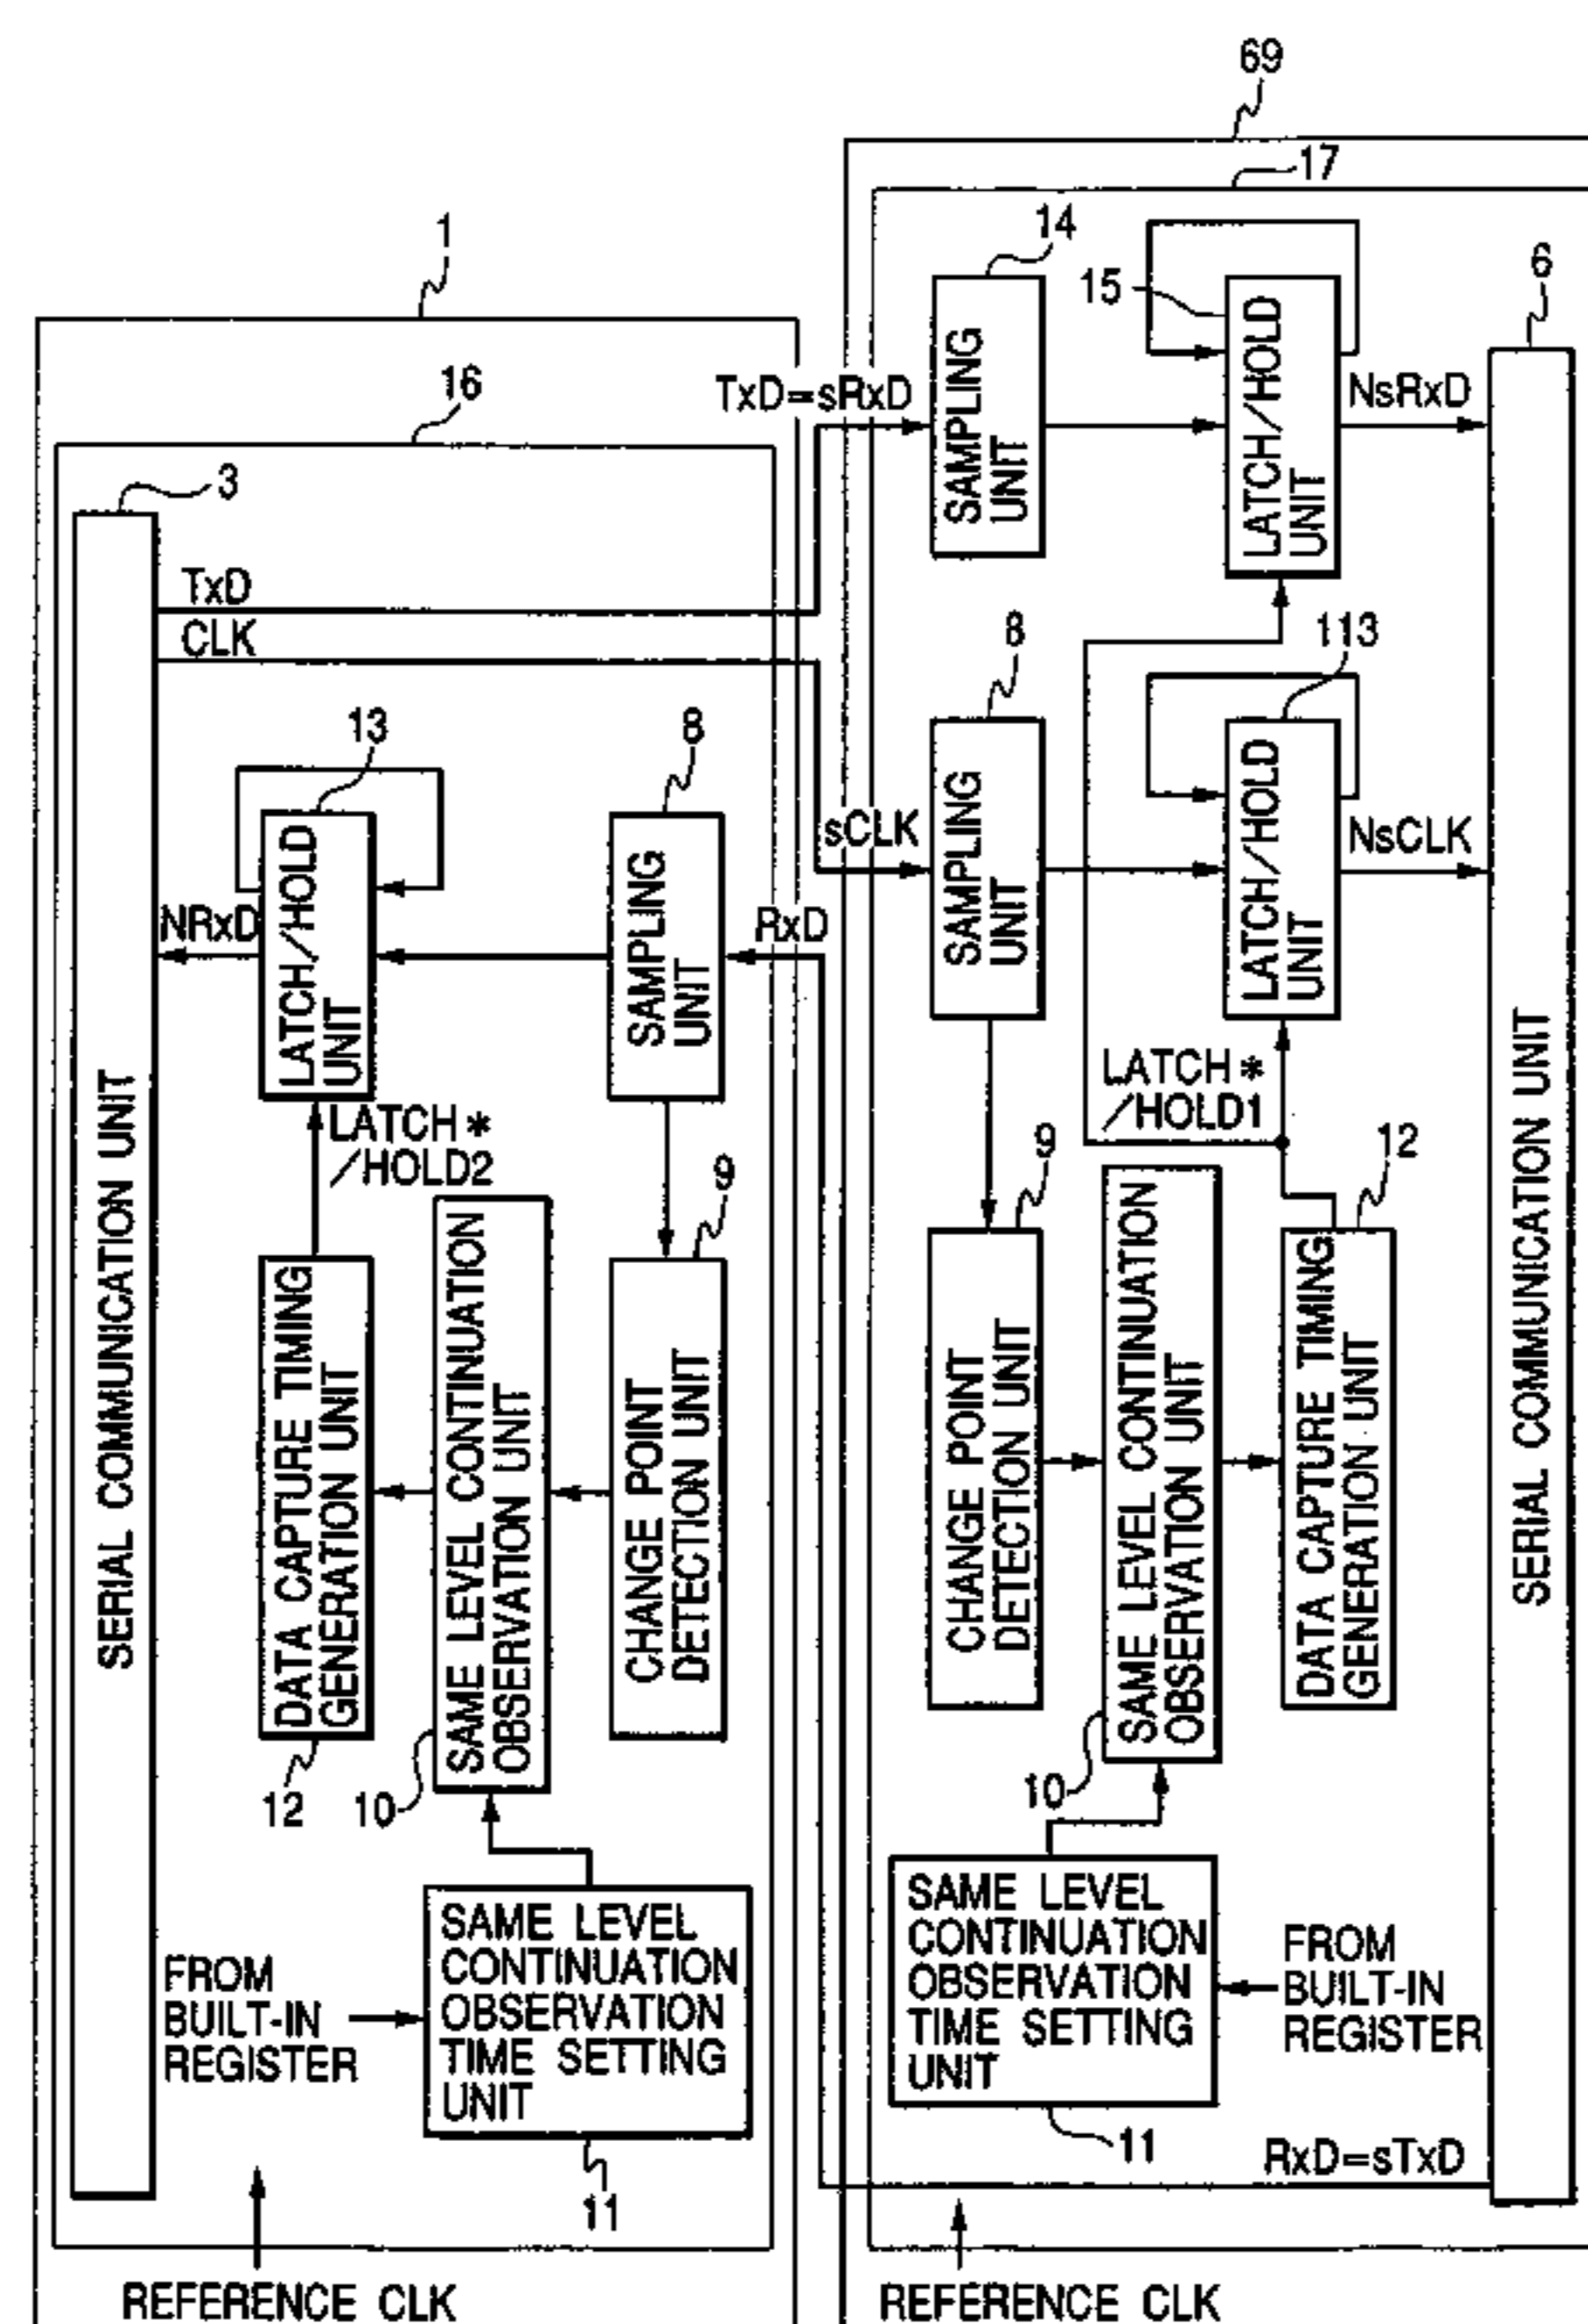 69
17
1
14
15
6
16
TxD=sRxD
SAMPLING
UNIT
LATCH/HOLD
UNIT
NsRxD
3
TxD
CLK
8
113
13
8
sCLK
SAMPLING
UNIT
LATCH/HOLD
UNIT
NsCLK
NRxD
LATCH/HOLD
UNIT
SAMPLING
UNIT
RxD
LATCH*
/HOLD1
LATCH*
/HOLD2
9
9
12
SERIAL COMMUNICATION UNIT
DATA CAPTURE TIMING
GENERATION UNIT
SAME LEVEL CONTINUATION
OBSERVATION UNIT
CHANGE POINT
DETECTION UNIT
CHANGE POINT
DETECTION UNIT
SAME LEVEL CONTINUATION
OBSERVATION UNIT
DATA CAPTURE TIMING
GENERATION UNIT
SERIAL COMMUNICATION UNIT
12
10
10
SAME LEVEL
CONTINUATION
OBSERVATION
TIME SETTING
UNIT
FROM
BUILT-IN
REGISTER
SAME LEVEL
CONTINUATION
OBSERVATION
TIME SETTING
UNIT
FROM
BUILT-IN
REGISTER
11
11
RxD=sTxD
REFERENCE CLK
REFERENCE CLK